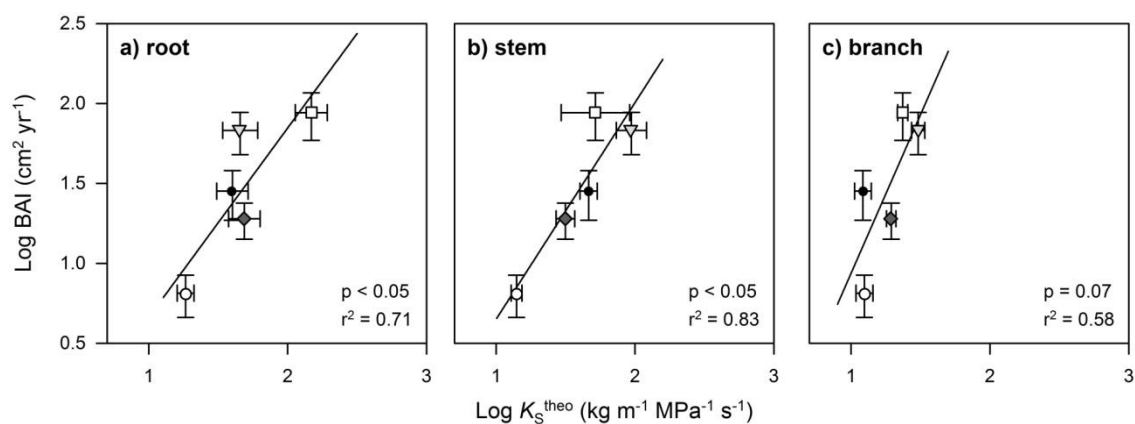 a) root
b) stem
c) branch
Log BAI (cm² yr⁻¹)
2.5
2.0
1.5
1.0
0.5
p < 0.05
r² = 0.71
p < 0.05
r² = 0.83
p = 0.07
r² = 0.58
1 2 3
1 2 3
1 2 3
Log K_S^theo (kg m⁻¹ MPa⁻¹ s⁻¹)